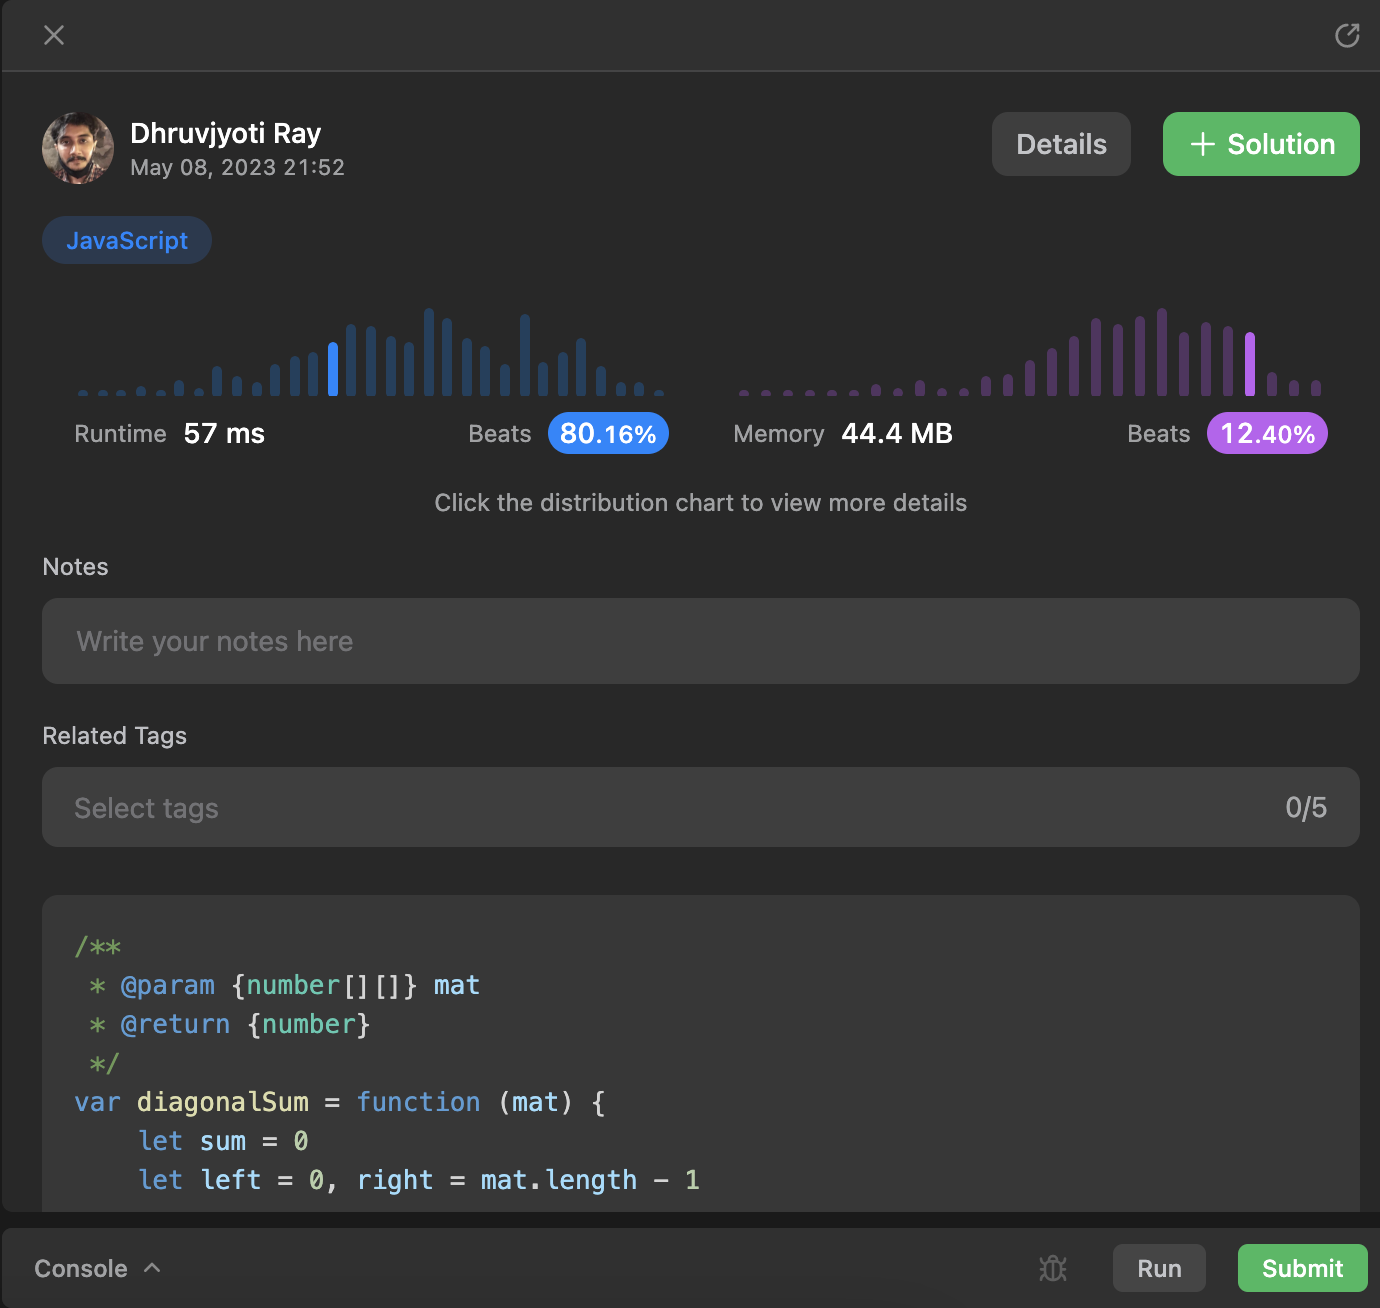 Dhruvjyoti Ray
May 08, 2023 21:52
Details
Solution
JavaScript
Runtime 57 ms
Beats 80.16%
Memory 44.4 MB
Beats 12.40%
Click the distribution chart to view more details
Notes
Write your notes here
Related Tags
Select tags
0/5
/**
 * @param {number[][]} mat
 * @return {number}
 */
var diagonalSum = function (mat) {
    let sum = 0
    let left = 0, right = mat.length - 1
Console
Run
Submit